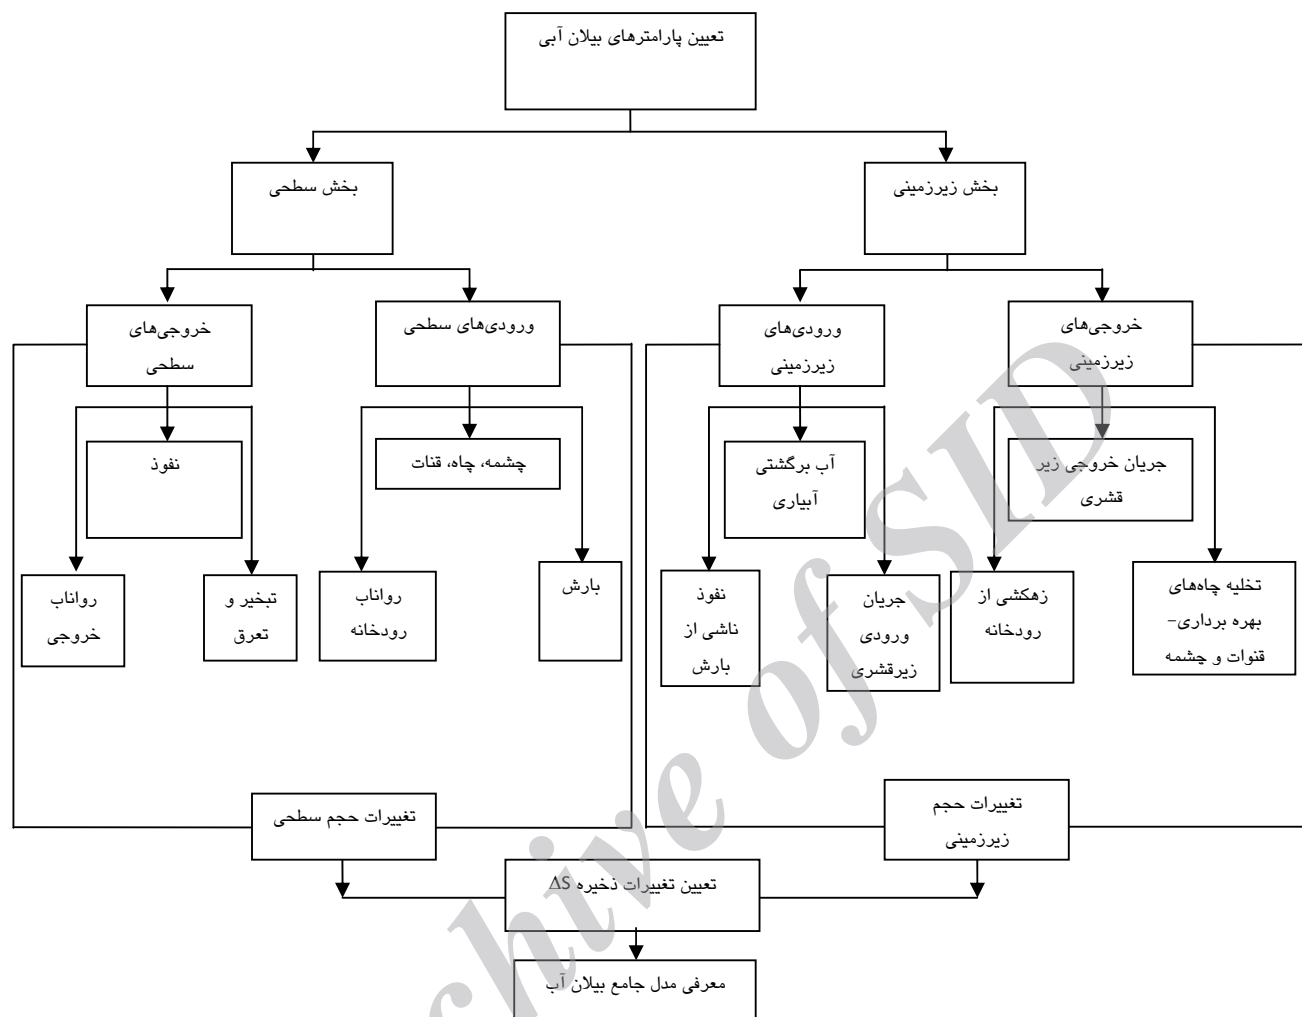 تعیین پارامترهای بیلان آبی
بخش زیرزمینی
بخش سطحی
خروجی‌های
زیرزمینی
ورودی‌های
زیرزمینی
ورودی‌های سطحی
خروجی‌های
سطحی
جریان خروجی زیر
قشری
آب برگشتی
آبیاری
چشمه، چاه، قنات
نفوذ
تخلیه چاه‌های
بهره برداری-
قنوات و چشمه
زهکشی از
رودخانه
جریان
ورودی
زیرقشری
نفوذ
ناشی از
بارش
بارش
رواناب
رودخانه
تبخیر و
تعرق
رواناب
خروجی
تغییرات حجم
زیرزمینی
تغییرات حجم سطحی
تعیین تغییرات ذخیره ΔS
معرفی مدل جامع بیلان آب
chive of SID